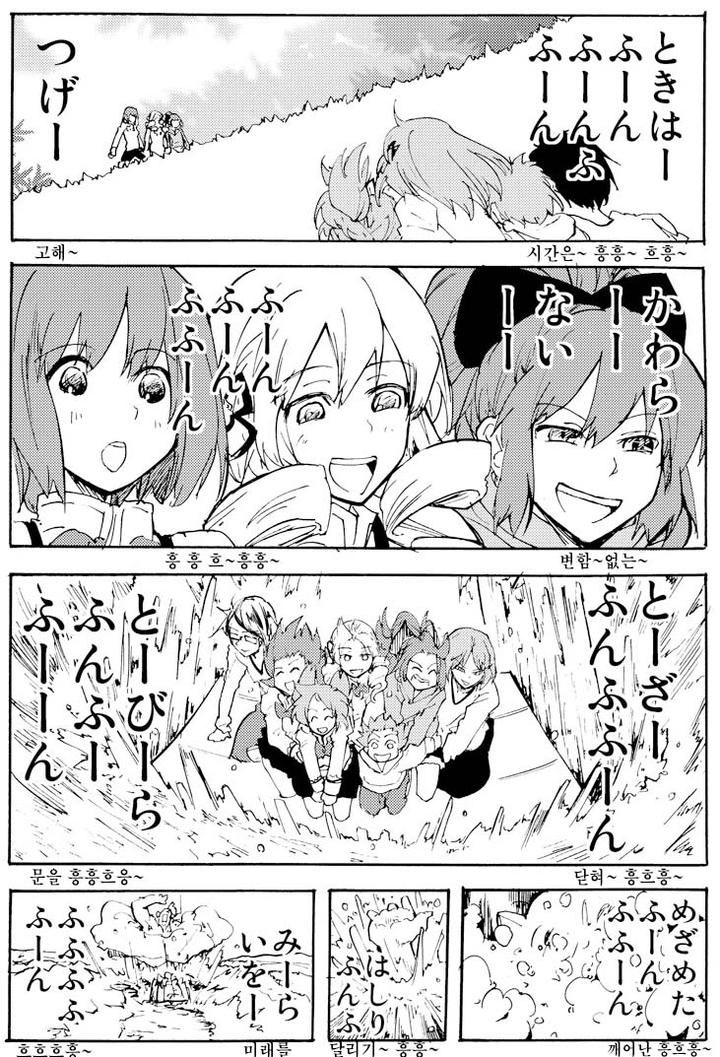 ときはー
ふーん
ふーんふ
ふーん
つげー
시간은~ 흥흥~ 흐흥~
고해~
かわら
ーー
ない
ーー
ふーん
ふーん
ふふーん
변함~없는~
흥 흥 흐~흥흥~
とーざー
ふんふふーん
とーびーら
ふんふー
ふーーん
닫혀~ 흥흐흥~
문을 흥흥흐응~
めざめた
ふーん
ふふーん
깨어난 흥흐흥~
はしり
ふんふ
달리기~ 흥흥~
みーら
いをー
ふふふふ
ふーん
미래를
흐흐흐흥~